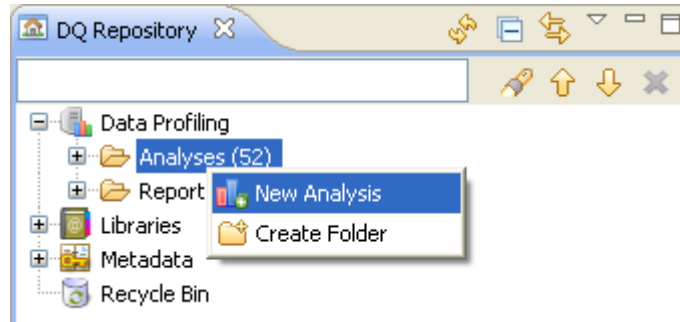 DQ Repository
Data Profiling
Analyses (52)
Report
New Analysis
Create Folder
Libraries
Metadata
Recycle Bin